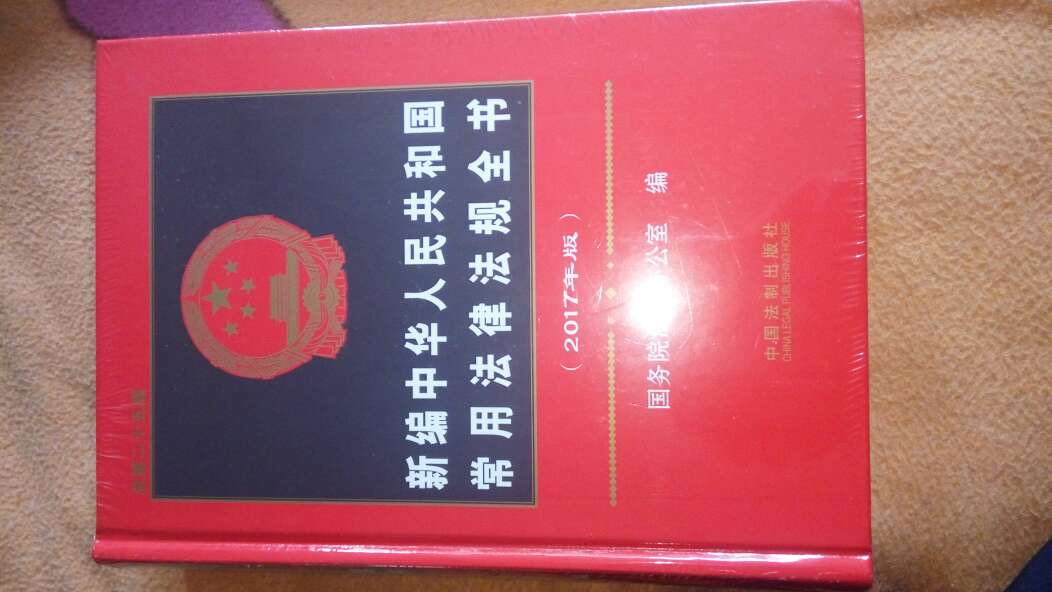 新编中华人民共和国
常用法律法规全书
（2017年版）
国务院 公室 编
中国法制出版社
CHINA LEGAL PUBLISHING HOUSE